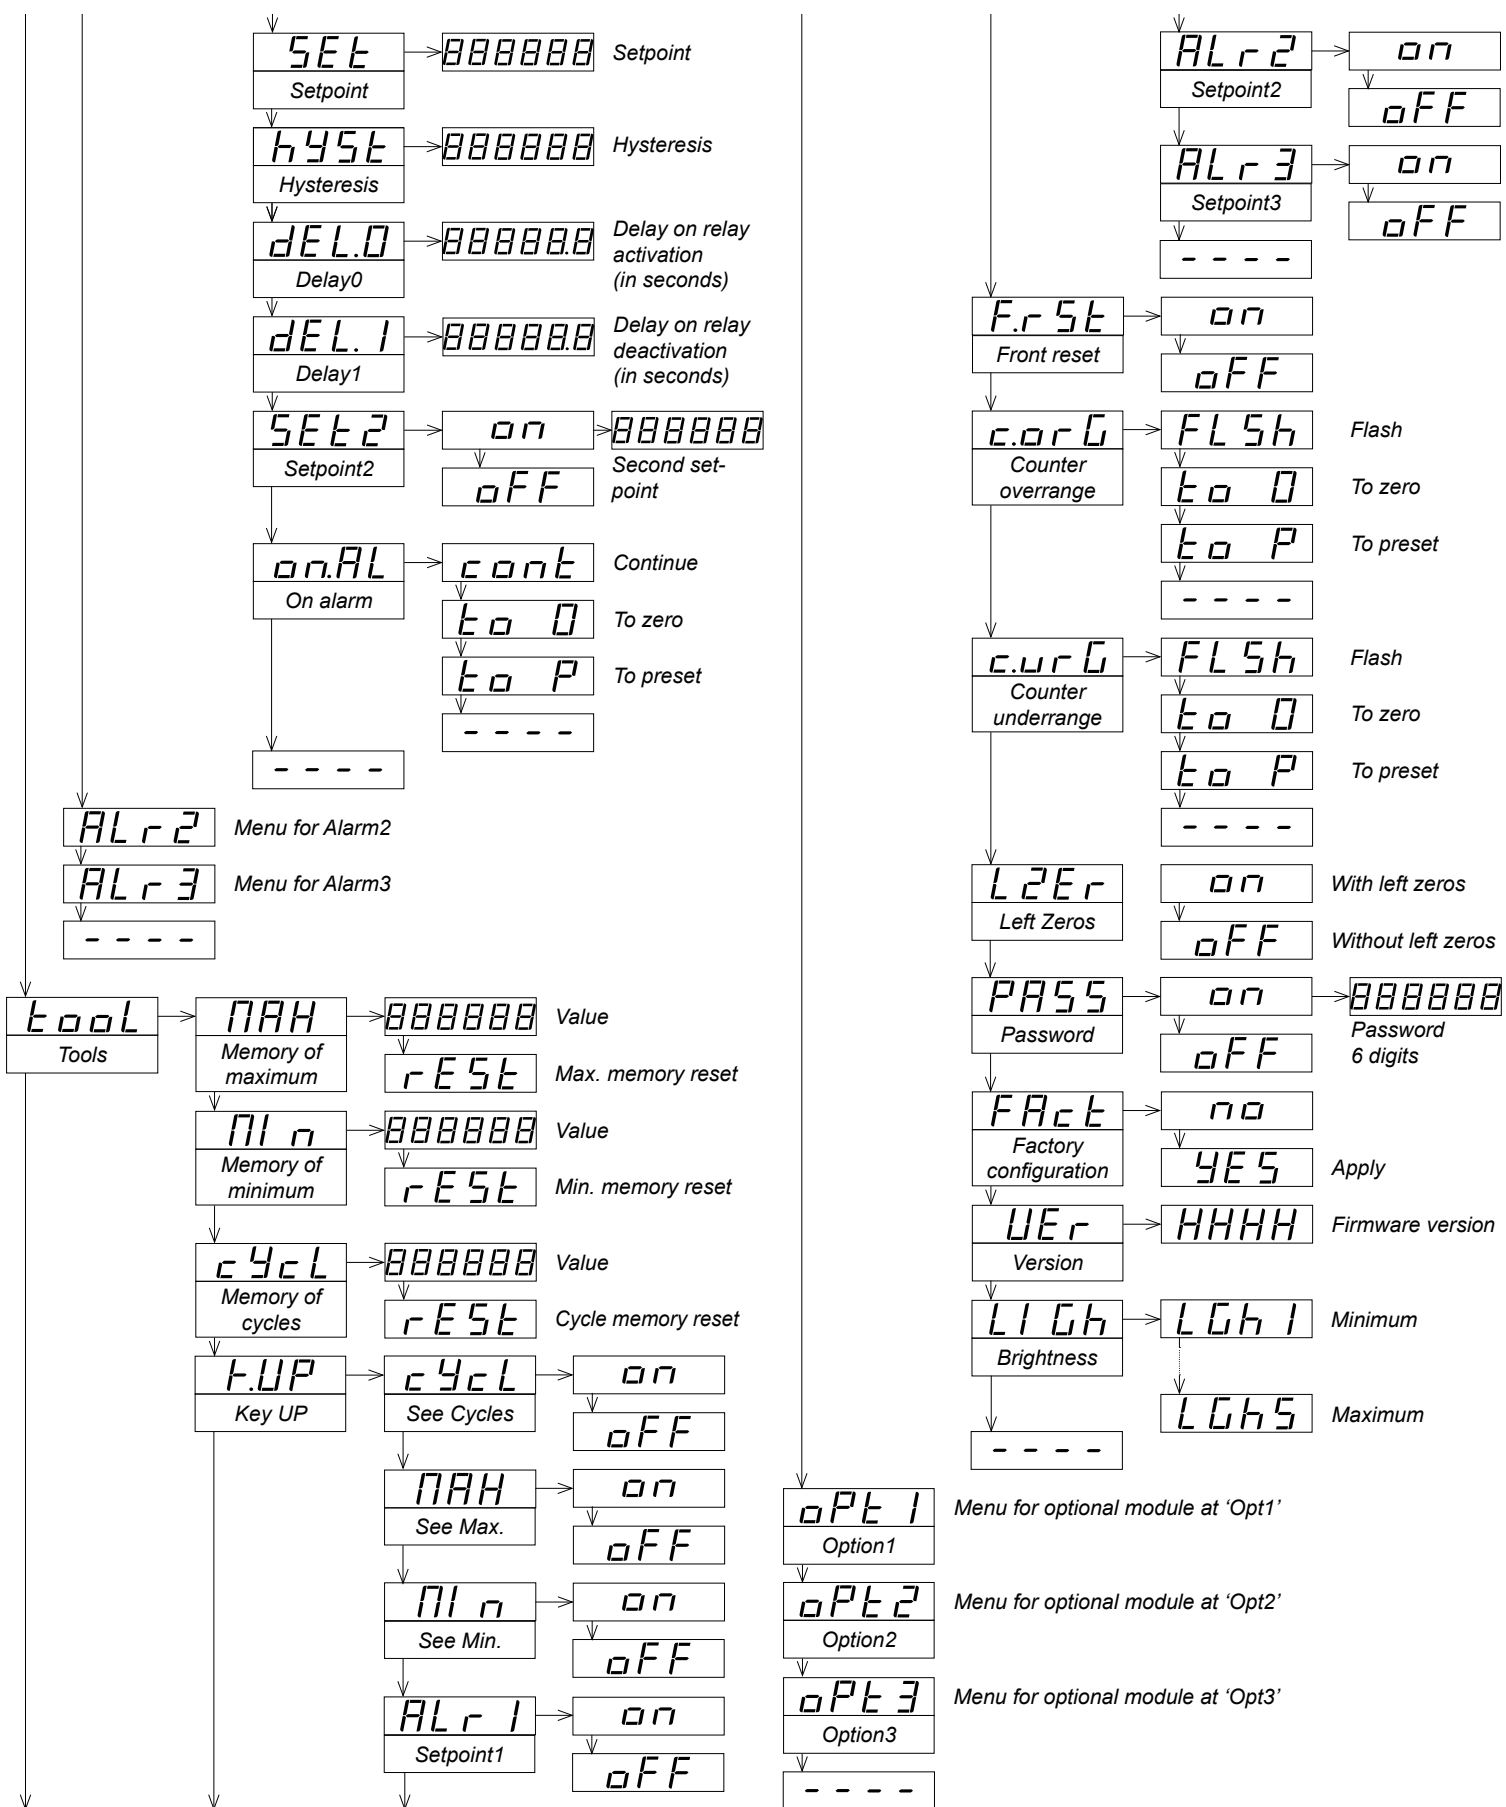 SEt
888888
Setpoint
Setpoint
hYSt
888888
Hysteresis
Hysteresis
dEL.0
88888.8
Delay on relay
activation
(in seconds)
Delay0
dEL.1
88888.8
Delay on relay
deactivation
(in seconds)
Delay1
SEt2
on
888888
Setpoint2
oFF
Second set-
point
on.AL
cont
Continue
On alarm
to 0
To zero
to P
To preset
----
----
ALr2
Menu for Alarm2
ALr3
Menu for Alarm3
----
tooL
Tools
MAH
888888
Value
Memory of
maximum
rESt
Max. memory reset
MIn
888888
Value
Memory of
minimum
rESt
Min. memory reset
cYcL
888888
Value
Memory of
cycles
rESt
Cycle memory reset
k.UP
Key UP
cYcL
on
See Cycles
oFF
MAH
on
See Max.
oFF
MIn
on
See Min.
oFF
ALr1
on
Setpoint1
oFF
ALr2
on
Setpoint2
oFF
ALr3
on
Setpoint3
oFF
----
F.rSt
on
Front reset
oFF
c.orG
FLSh
Flash
Counter
overrange
to 0
To zero
to P
To preset
----
c.urG
FLSh
Flash
Counter
underrange
to 0
To zero
to P
To preset
----
LZEr
on
With left zeros
Left Zeros
oFF
Without left zeros
PASS
on
888888
Password
oFF
Password
6 digits
FAct
no
Factory
configuration
YES
Apply
VEr
HHHH
Firmware version
Version
LIGh
LGh1
Minimum
Brightness
LGh5
Maximum
----
oPt1
Menu for optional module at ‘Opt1’
Option1
oPt2
Menu for optional module at ‘Opt2’
Option2
oPt3
Menu for optional module at ‘Opt3’
Option3
----